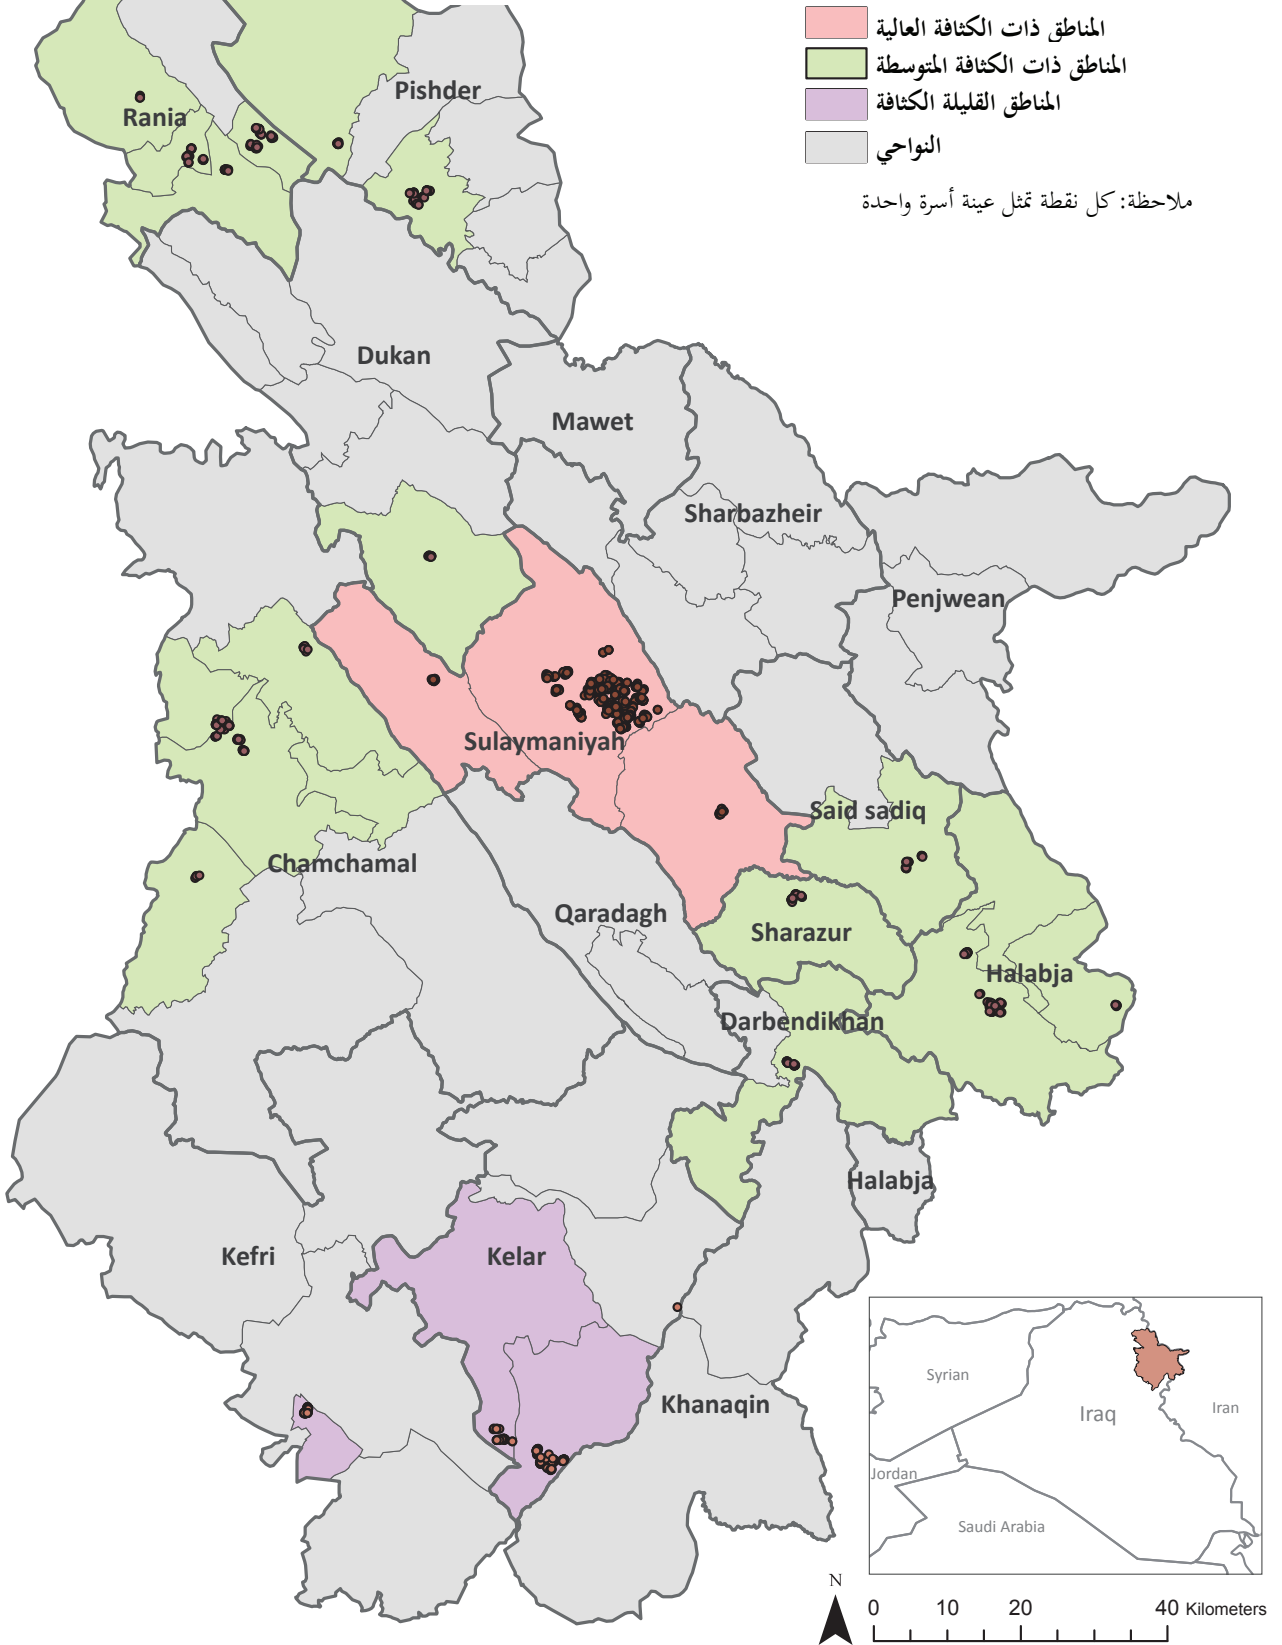 المناطق ذات الكثافة العالية
المناطق ذات الكثافة المتوسطة
المناطق القليلة الكثافة
النواحي
ملاحظة: كل نقطة تمثل عينة أسرة واحدة
Pishder
Rania
Dukan
Mawet
Sharbazheir
Penjwean
Sulaymaniyah
Said sadiq
Chamchamal
Qaradagh
Sharazur
Halabja
Darbendikhan
Halabja
Kefri
Kelar
Khanaqin
Syrian
Iraq
Iran
Jordan
Saudi Arabia
N
0 10 20 40 Kilometers